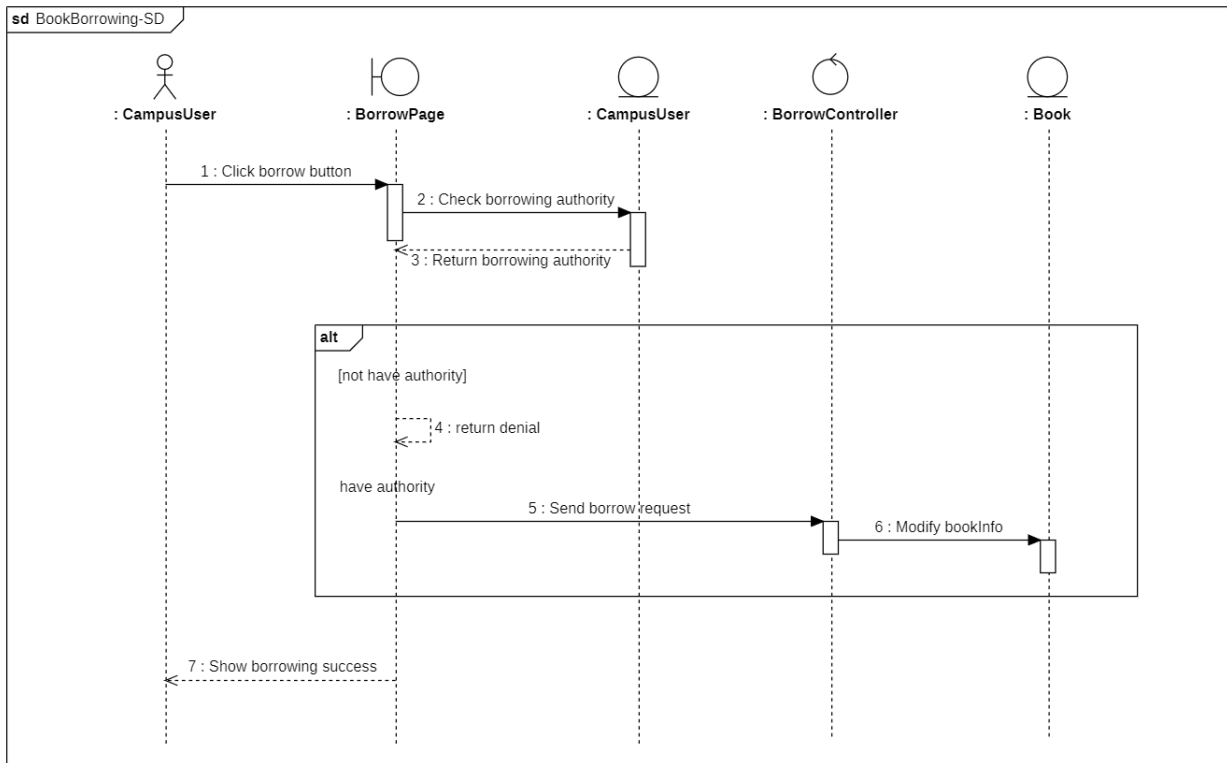 sd BookBorrowing-SD
: CampusUser
: BorrowPage
: CampusUser
: BorrowController
: Book
1 : Click borrow button
2 : Check borrowing authority
3 : Return borrowing authority
alt
[not have authority]
4 : return denial
have authority
5 : Send borrow request
6 : Modify bookInfo
7 : Show borrowing success